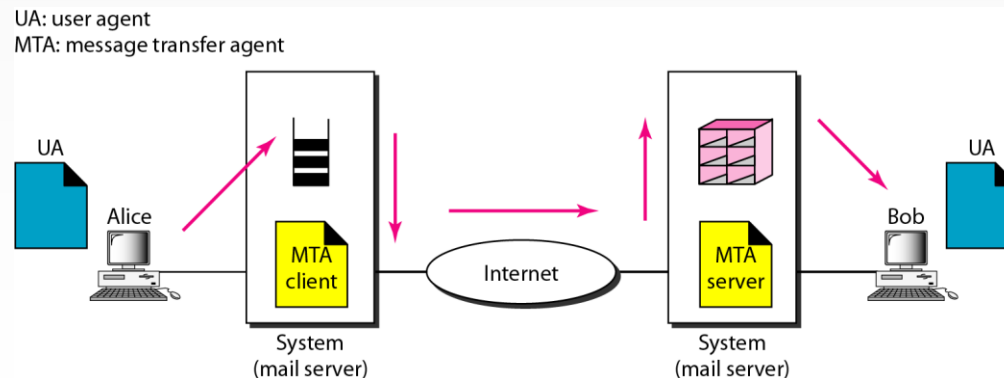 UA: user agent
MTA: message transfer agent
UA
Alice
MTA
client
System
(mail server)
Internet
MTA
server
System
(mail server)
UA
Bob